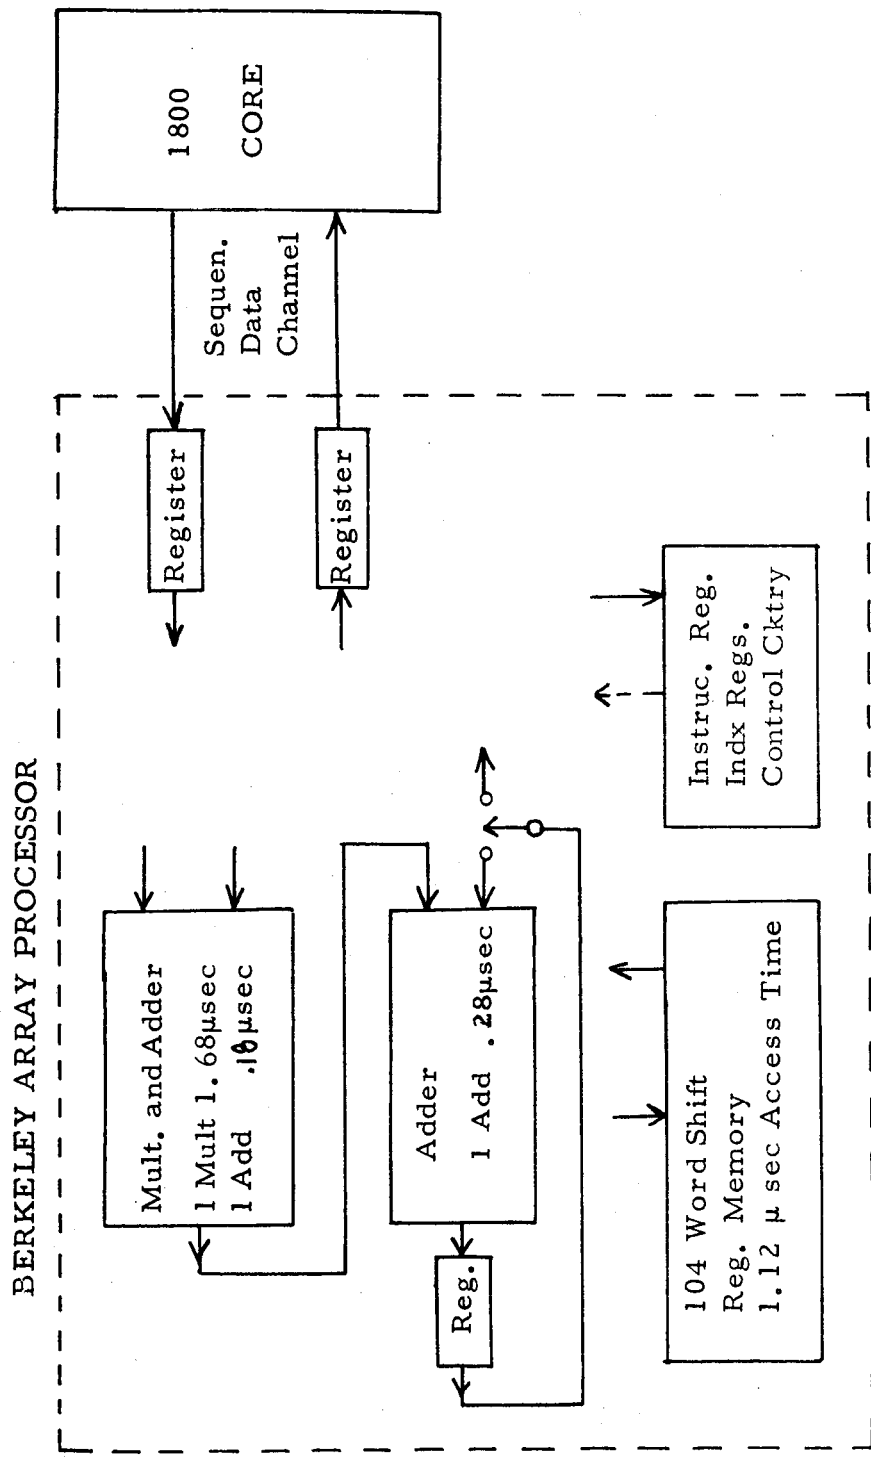 BERKELEY ARRAY PROCESSOR
Mult. and Adder
1 Mult 1.68μsec
1 Add .18μsec
Adder
1 Add .28μsec
Reg.
104 Word Shift
Reg. Memory
1.12 μ sec Access Time
Instruc. Reg.
Indx Regs.
Control Cktry
Register
Register
Sequen.
Data
Channel
1800
CORE